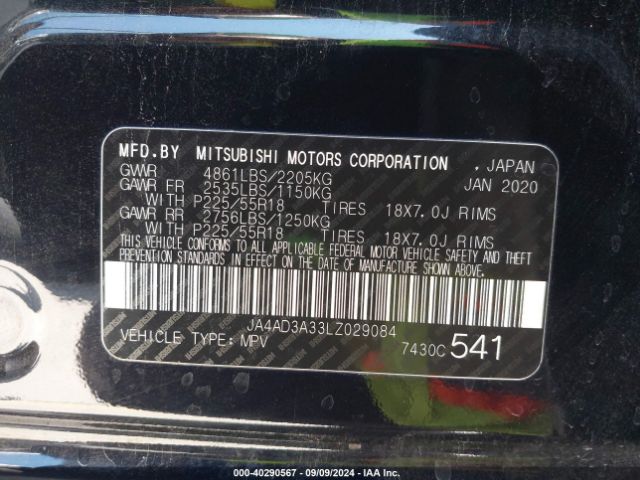 MFD.BY MITSUBISHI MOTORS CORPORATION , JAPAN
GVWR 4861LBS/2205KG JAN 2020
GAWR FR 2535LBS/1150KG
WITH P225/55R18 TIRES 18X7.0J RIMS
GAWR RR 2756LBS/1250KG
WITH P225/55R18 TIRES 18X7.0J RIMS
THIS VEHICLE CONFORMS TO ALL APPLICABLE FEDERAL MOTOR VEHICLE SAFETY AND THEFT
PREVENTION STANDARDS IN EFFECT ON THE DATE OF MANUFACTURE SHOWN ABOVE.
JA4AD3A33LZ029084
VEHICLE TYPE: MPV 7430C 541
000-40290567 - 09/09/2024 - IAA Inc.